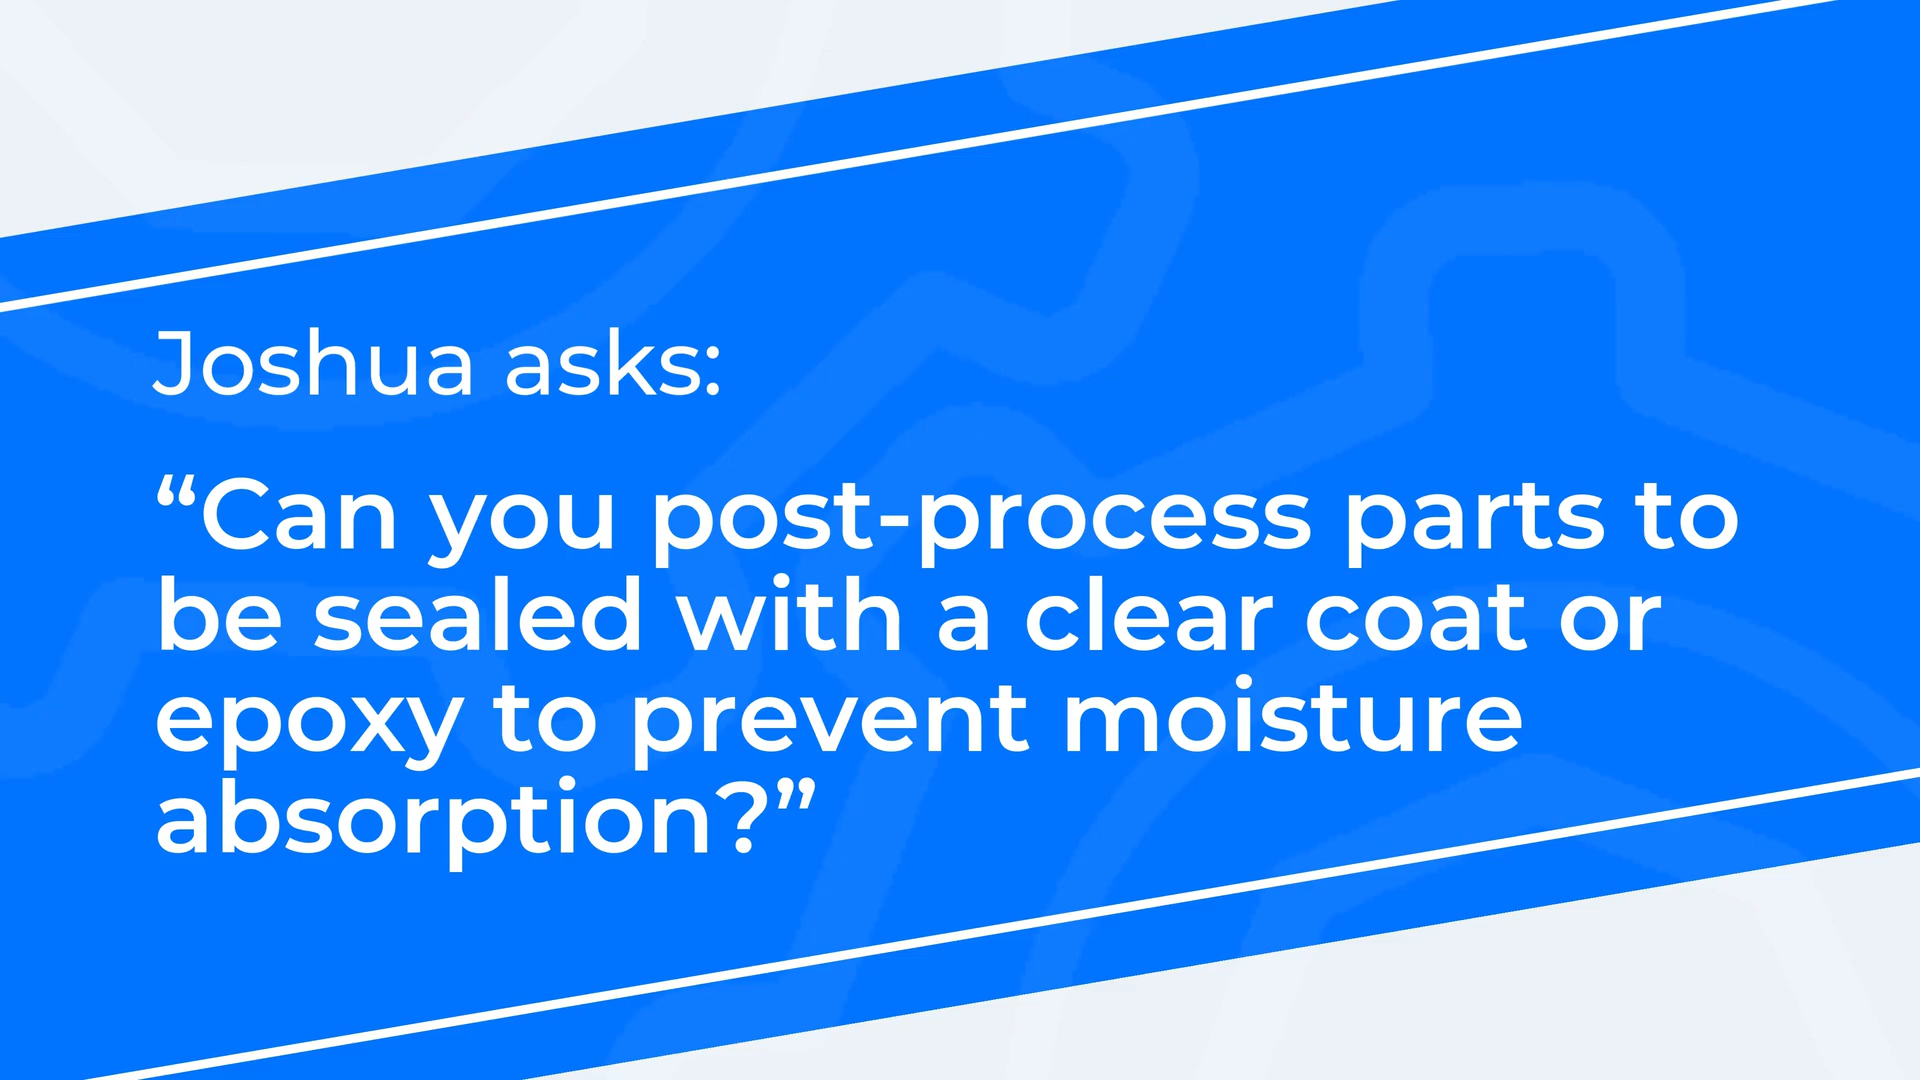 Joshua asks:
“Can you post-process parts to
be sealed with a clear coat or
epoxy to prevent moisture
absorption?”